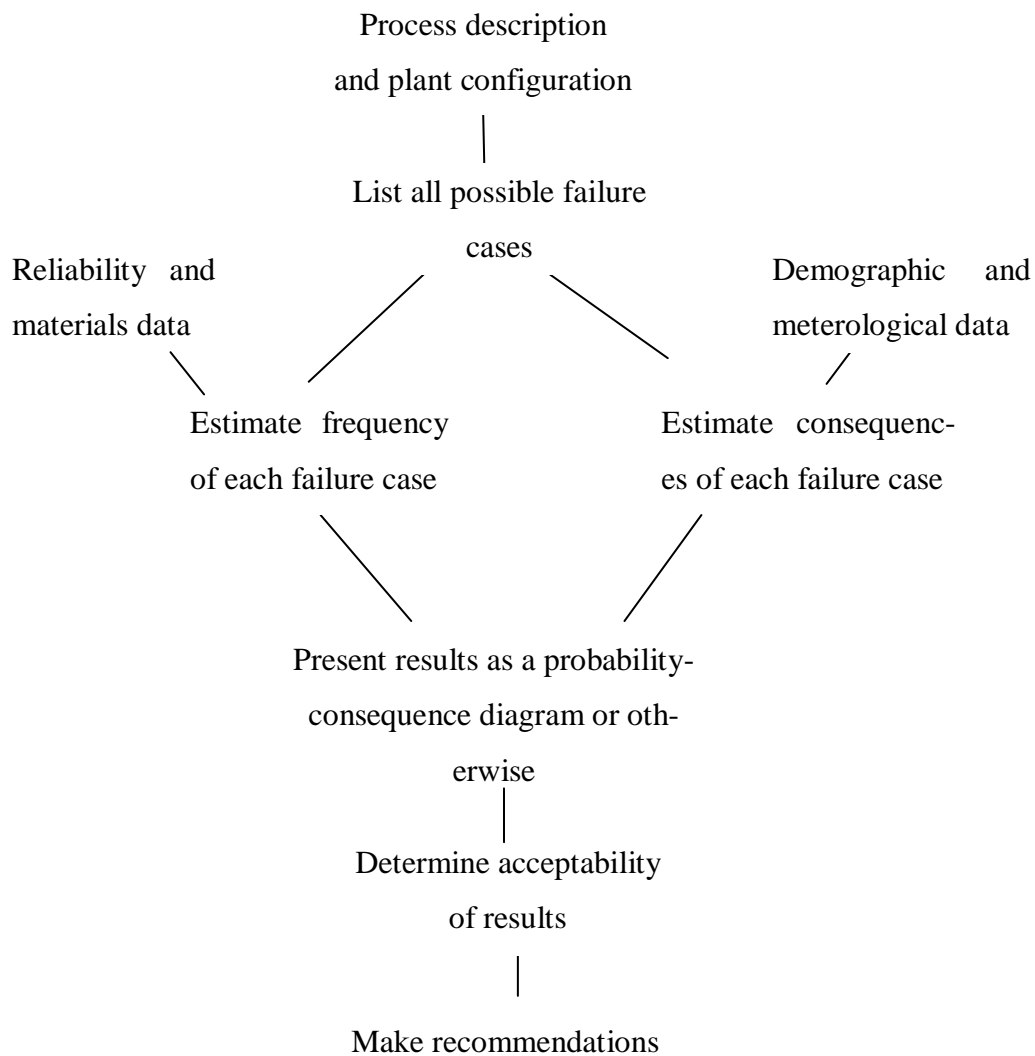 Process description
and plant configuration
List all possible failure
cases
Reliability and
materials data
Demographic and
meterological data
Estimate frequency
of each failure case
Estimate consequenc-
es of each failure case
Present results as a probability-
consequence diagram or oth-
erwise
Determine acceptability
of results
Make recommendations